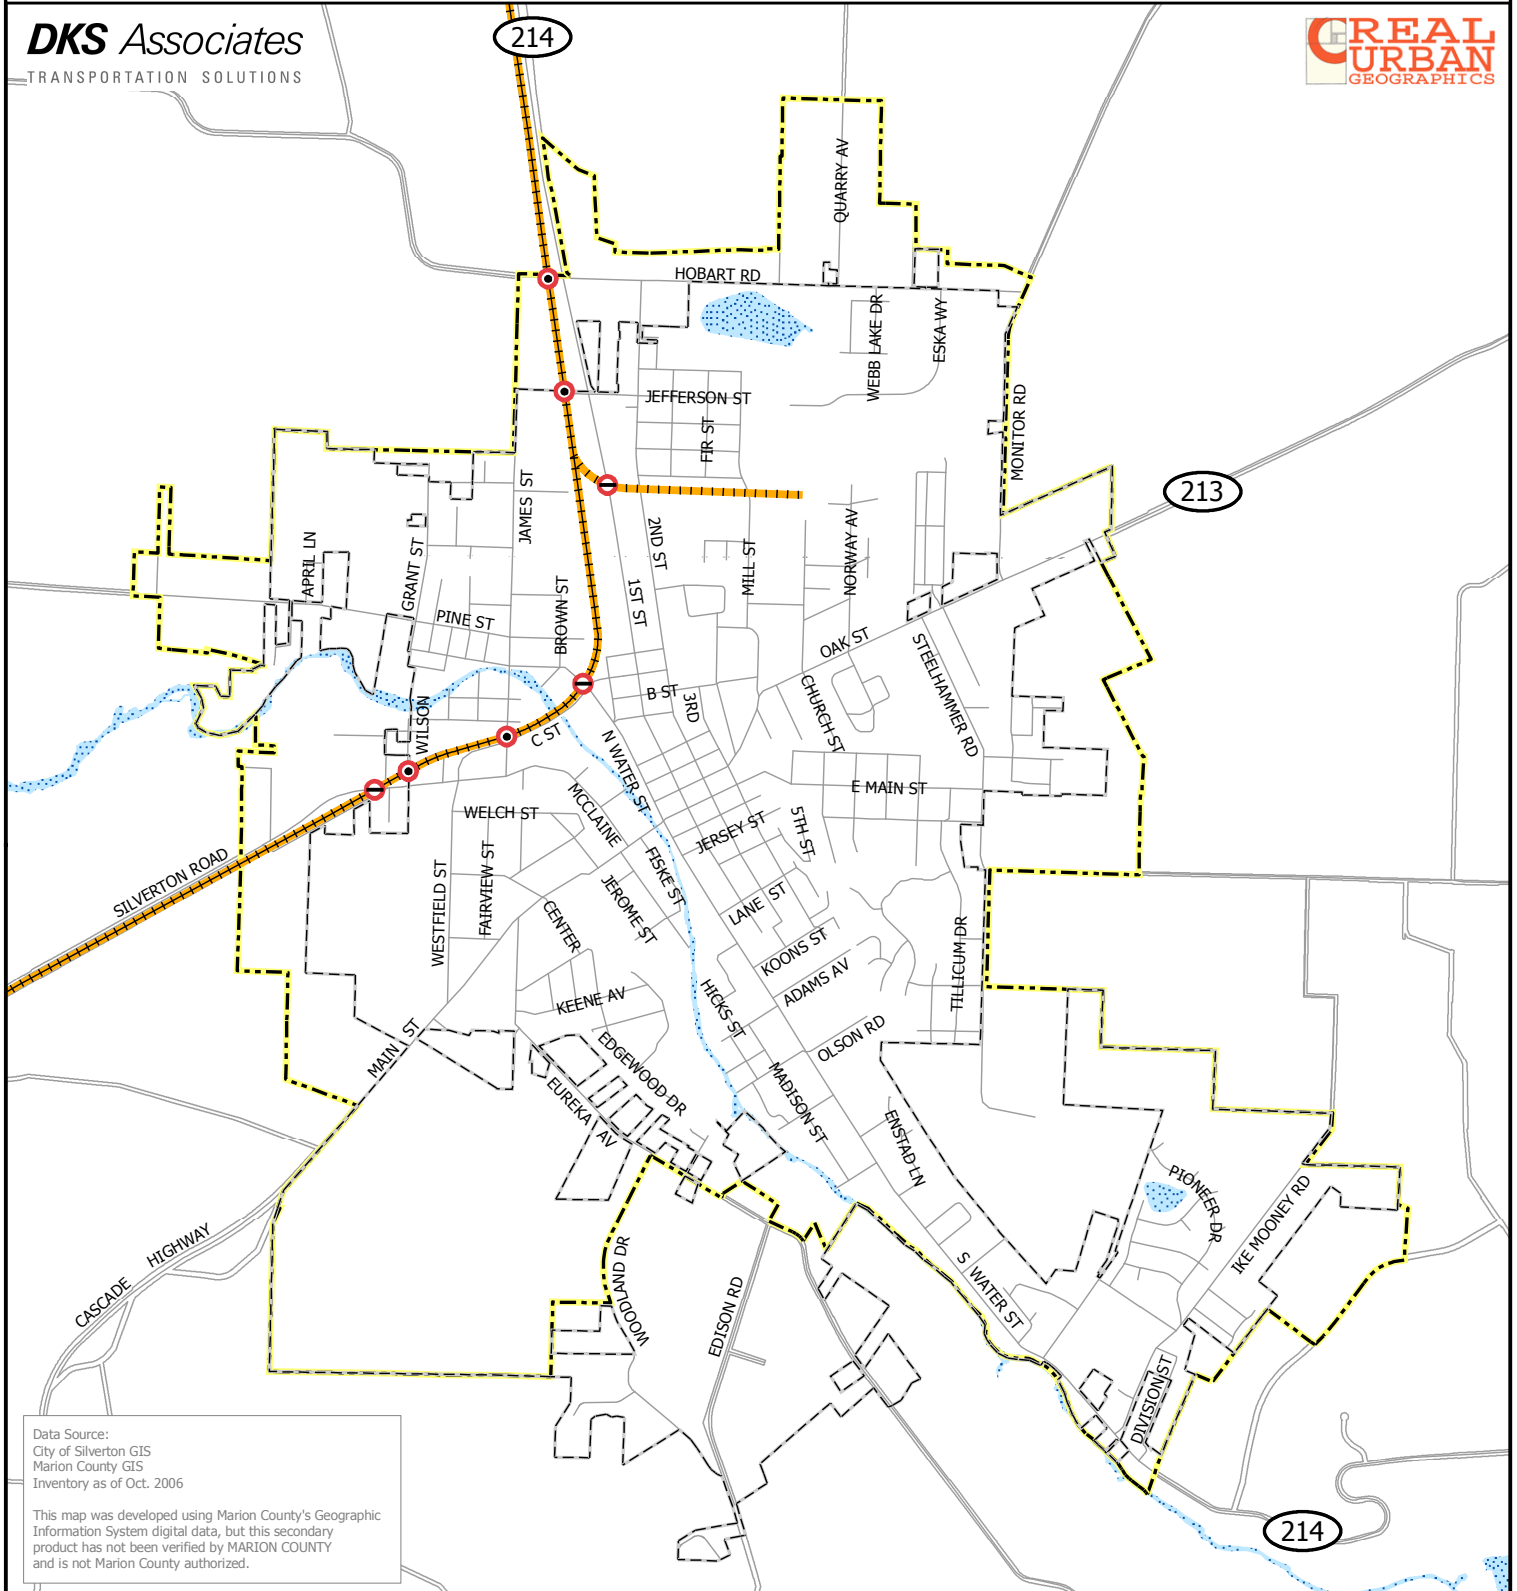 DKS Associates
TRANSPORTATION SOLUTIONS
214
CREAL
URBAN
GEOGRAPHICS
QUARRY AV
HOBART RD
WEBB LAKE DR
ESKA WY
JEFFERSON ST
FIR ST
MONITOR RD
213
JAMES ST
2ND ST
1ST ST
MILL ST
NORWAY AV
APRIL LN
GRANT ST
PINE ST
BROWN ST
OAK ST
STEELHAMMER RD
B ST
3RD
CHURCH ST
WILSON
C ST
N WATER ST
E MAIN ST
WELCH ST
MCCLAINE
JERSEY ST
5TH ST
SILVERTON ROAD
WESTFIELD ST
FAIRVIEW ST
FISKE ST
JEROME ST
CENTER
LANE ST
KOONS ST
ADAMS AV
TILLICUM DR
KEENE AV
HICKS ST
OLSON RD
MAIN ST
EDGEWOOD DR
EUREKA AV
MADISON ST
ENSTAD LN
PIONEER DR
IKE MOONEY RD
CASCADE HIGHWAY
WOODLAND DR
EDISON RD
S WATER ST
DIVISION ST
214
Data Source:
City of Silverton GIS
Marion County GIS
Inventory as of Oct. 2006
This map was developed using Marion County's Geographic
Information System digital data, but this secondary
product has not been verified by MARION COUNTY
and is not Marion County authorized.